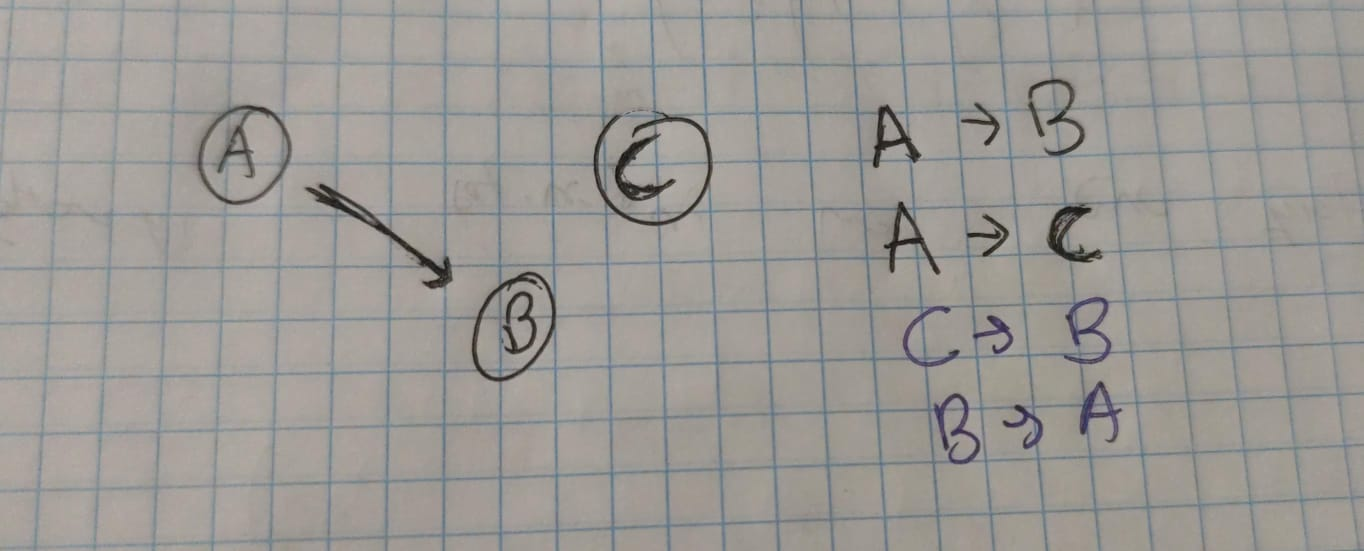 A
C
B
A → B
A → C
C → B
B → A